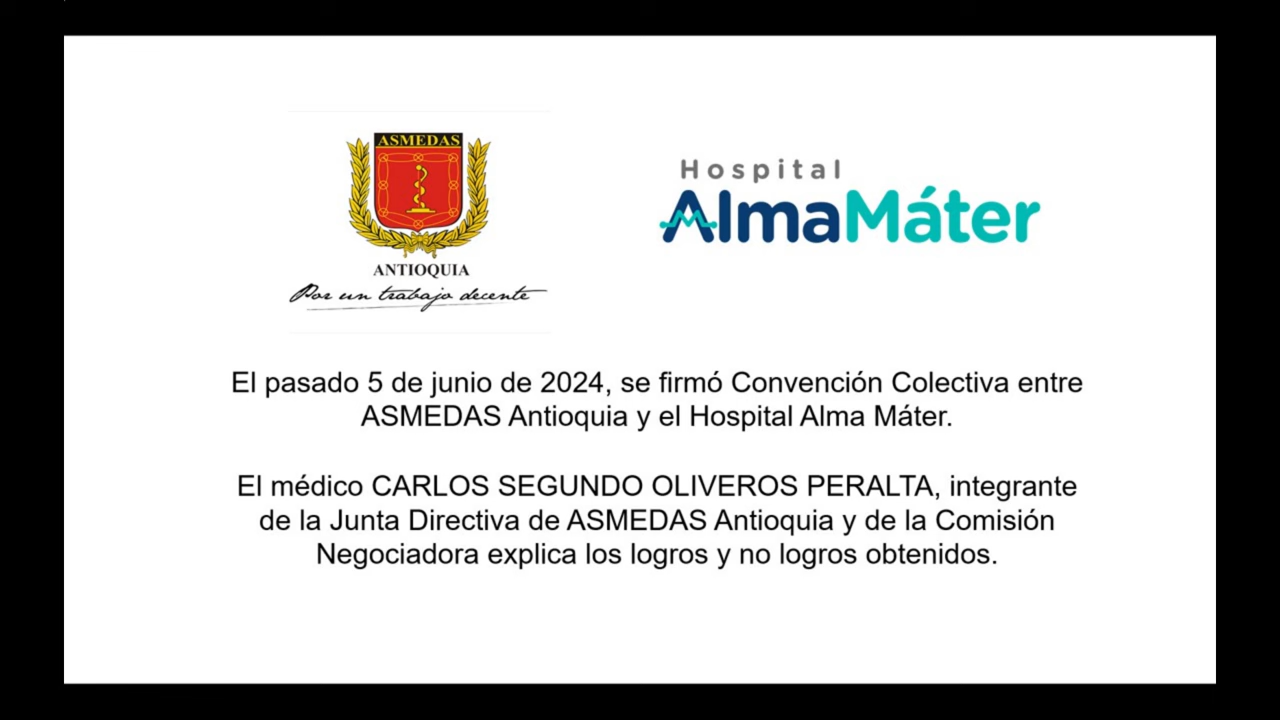 ASMEDAS
ANTIOQUIA
Por un trabajo decente
Hospital
AlmaMáter
El pasado 5 de junio de 2024, se firmó Convención Colectiva entre
ASMEDAS Antioquia y el Hospital Alma Máter.
El médico CARLOS SEGUNDO OLIVEROS PERALTA, integrante
de la Junta Directiva de ASMEDAS Antioquia y de la Comisión
Negociadora explica los logros y no logros obtenidos.